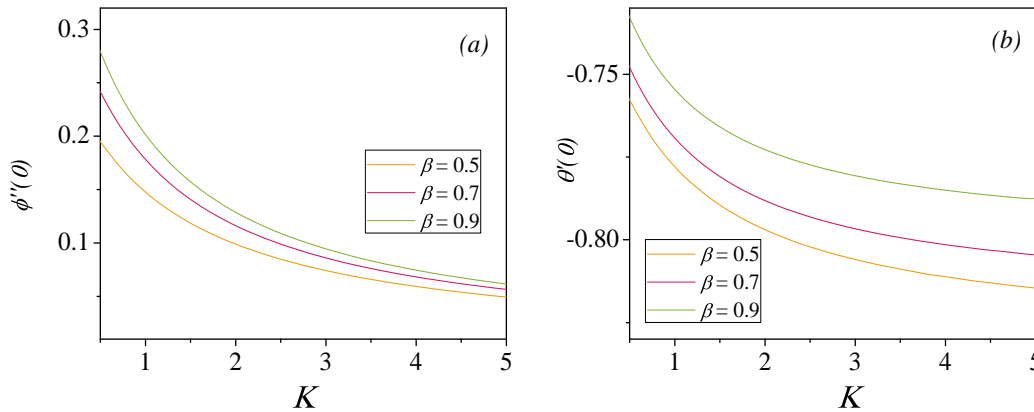 0.3
0.2
0.1
ϕ''(0)
(a)
β = 0.5
β = 0.7
β = 0.9
1 2 3 4 5
K
-0.75
-0.80
θ'(0)
(b)
β = 0.5
β = 0.7
β = 0.9
1 2 3 4 5
K